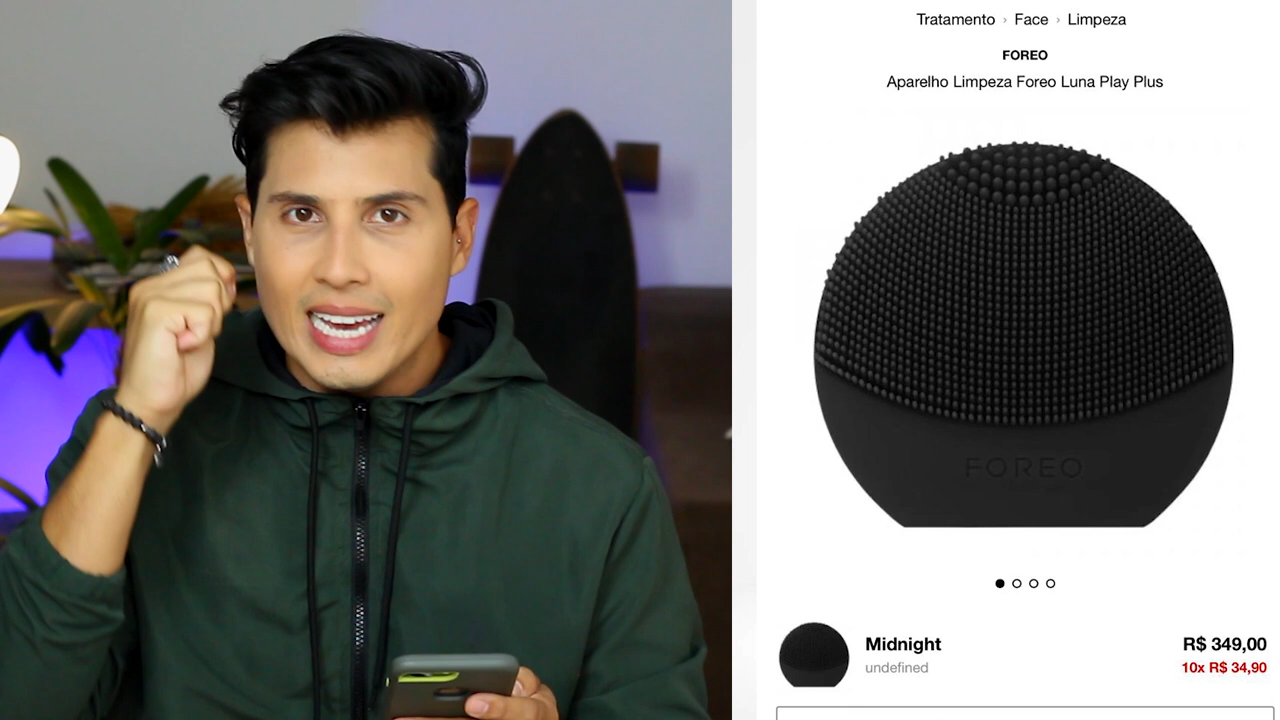 Tratamento › Face › Limpeza
FOREO
Aparelho Limpeza Foreo Luna Play Plus
FOREO
Midnight
R$ 349,00
undefined
10x R$ 34,90